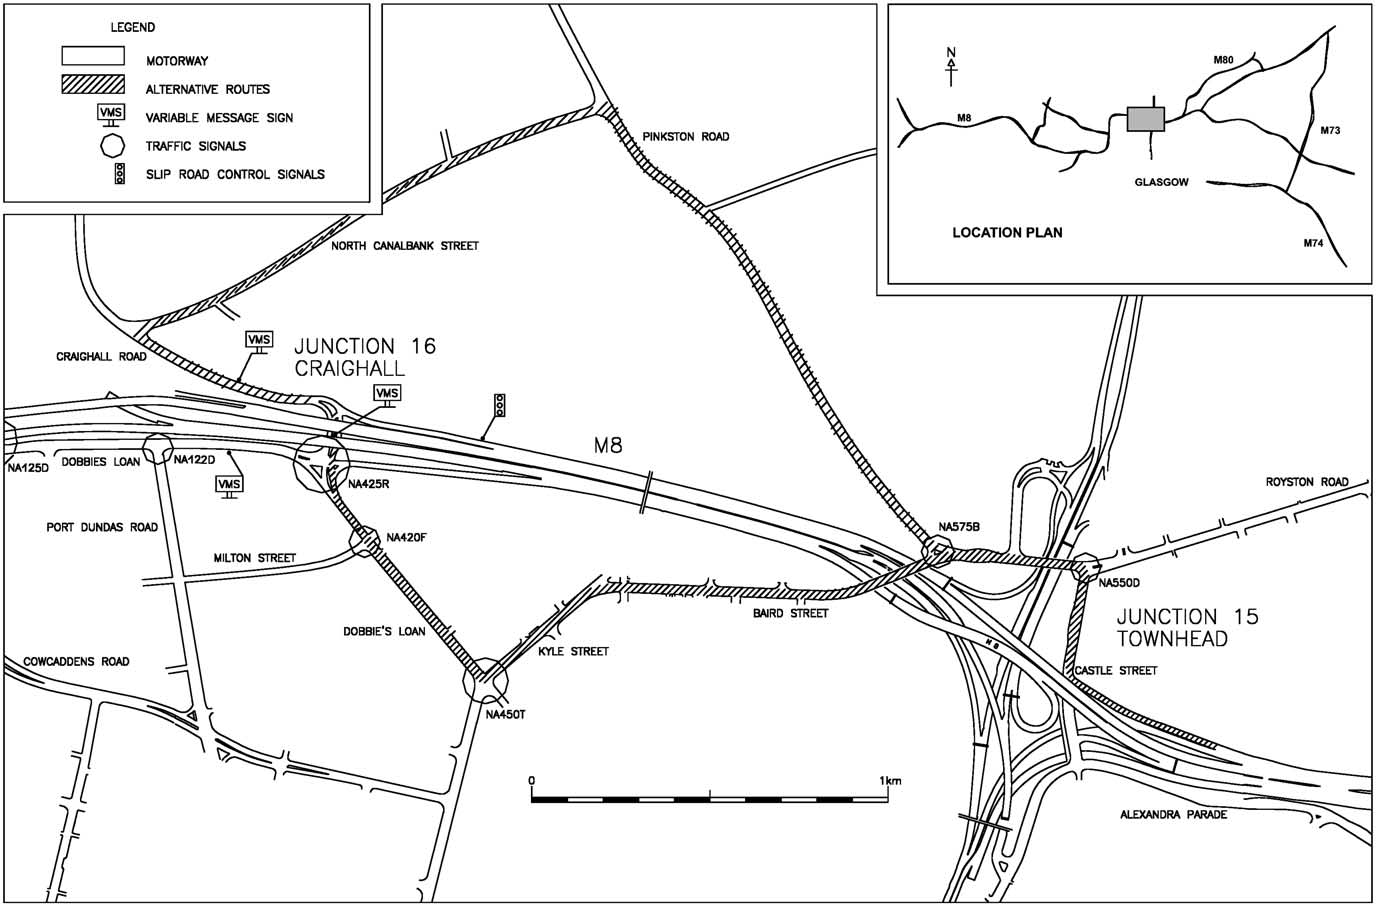 LEGEND
MOTORWAY
ALTERNATIVE ROUTES
VMS
VARIABLE MESSAGE SIGN
TRAFFIC SIGNALS
SLIP ROAD CONTROL SIGNALS
N
M80
M8
M73
GLASGOW
LOCATION PLAN
M74
PINKSTON ROAD
NORTH CANALBANK STREET
VMS
JUNCTION 16
CRAIGHALL
CRAIGHALL ROAD
VMS
M8
NA125D
DOBBIES LOAN
NA122D
VMS
NA425R
ROYSTON ROAD
PORT DUNDAS ROAD
NA420F
NA575B
MILTON STREET
NA550D
BAIRD STREET
JUNCTION 15
TOWNHEAD
DOBBIE'S LOAN
KYLE STREET
M8
COWCADDENS ROAD
CASTLE STREET
NA450T
0
1km
ALEXANDRA PARADE